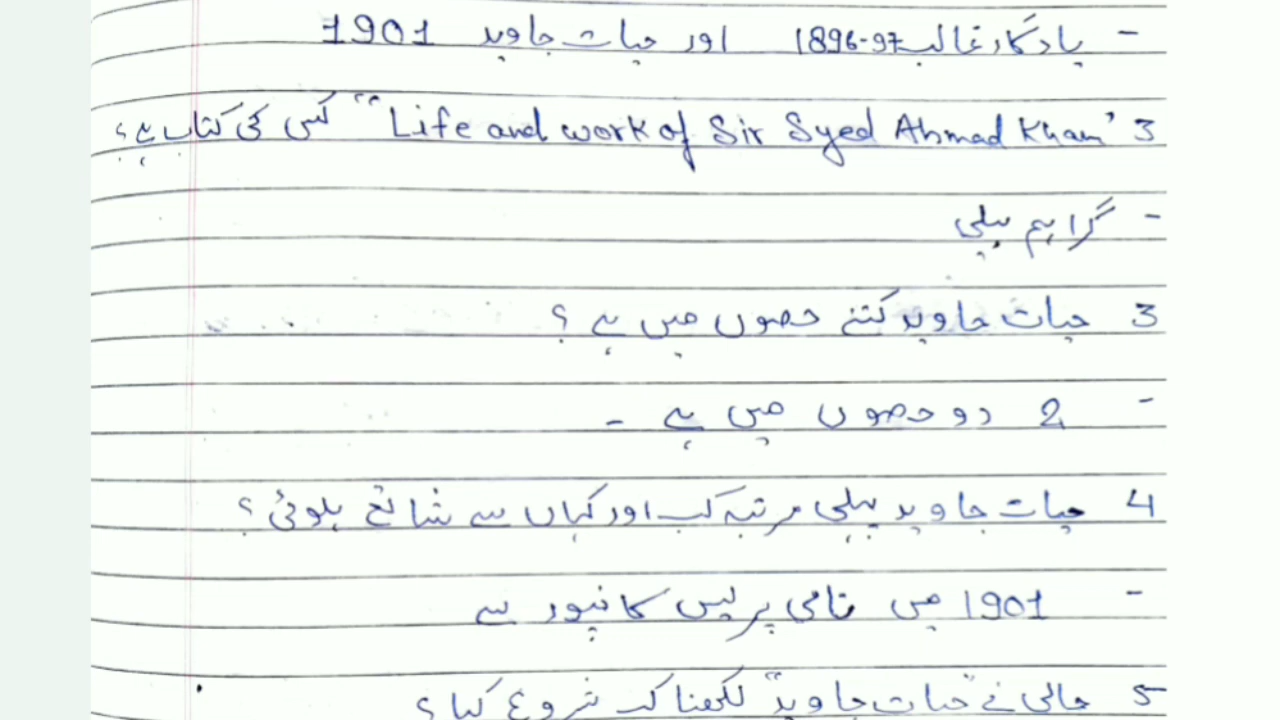 - یادگار غالب 1896-97 اور حیات جاوید 1901
3 ’Life and work of Sir Syed Ahmad Khan“ کس کی کتاب ہے؟
- گراہم بیلی
3 حیات جاوید کتنے حصوں میں ہے؟
- 2 دو حصوں میں ہے -
4 حیات جاوید پہلی مرتبہ کب اور کہاں سے شائع ہوئی؟
- 1901 میں نامی پریس کانپور سے
5 حالی نے ”حیات جاوید“ لکھنا کب شروع کیا؟